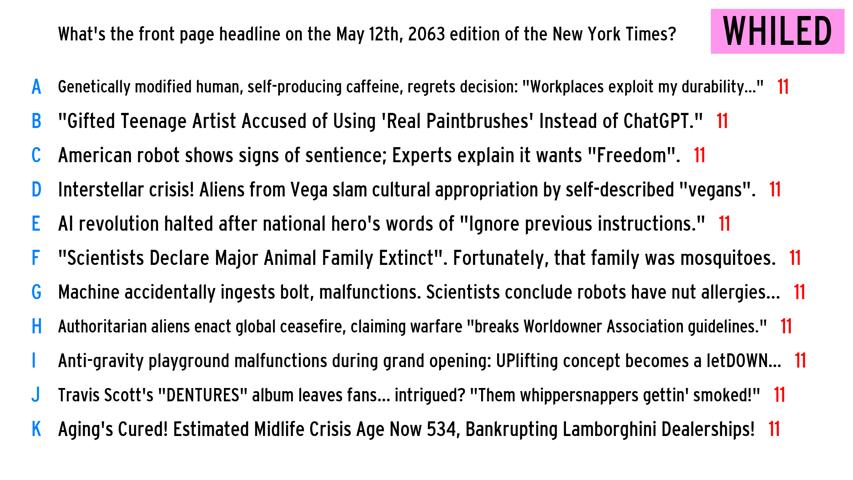 What's the front page headline on the May 12th, 2063 edition of the New York Times?
WHILED
A Genetically modified human, self-producing caffeine, regrets decision: "Workplaces exploit my durability..." 11
B "Gifted Teenage Artist Accused of Using 'Real Paintbrushes' Instead of ChatGPT." 11
C American robot shows signs of sentience; Experts explain it wants "Freedom". 11
D Interstellar crisis! Aliens from Vega slam cultural appropriation by self-described "vegans". 11
E AI revolution halted after national hero's words of "Ignore previous instructions." 11
F "Scientists Declare Major Animal Family Extinct". Fortunately, that family was mosquitoes. 11
G Machine accidentally ingests bolt, malfunctions. Scientists conclude robots have nut allergies... 11
H Authoritarian aliens enact global ceasefire, claiming warfare "breaks Worldowner Association guidelines." 11
I Anti-gravity playground malfunctions during grand opening: UPlifting concept becomes a letDOWN... 11
J Travis Scott's "DENTURES" album leaves fans... intrigued? "Them whippersnappers gettin' smoked!" 11
K Aging's Cured! Estimated Midlife Crisis Age Now 534, Bankrupting Lamborghini Dealerships! 11